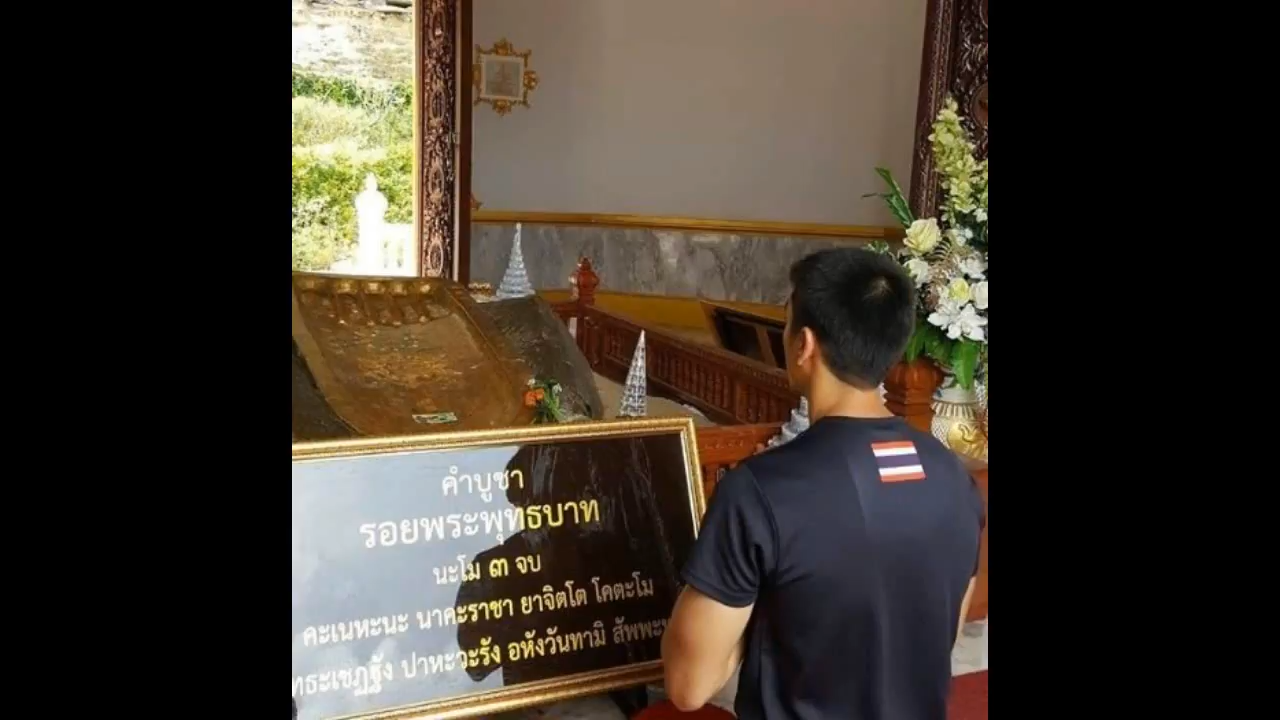 คำบูชา
รอยพระพุทธบาท
นะโม ๓ จบ
คะเนหะนะ นาคะราชา ยาจิตโต โคตะโม
ปาหะวะรัง อหังวันทามิ